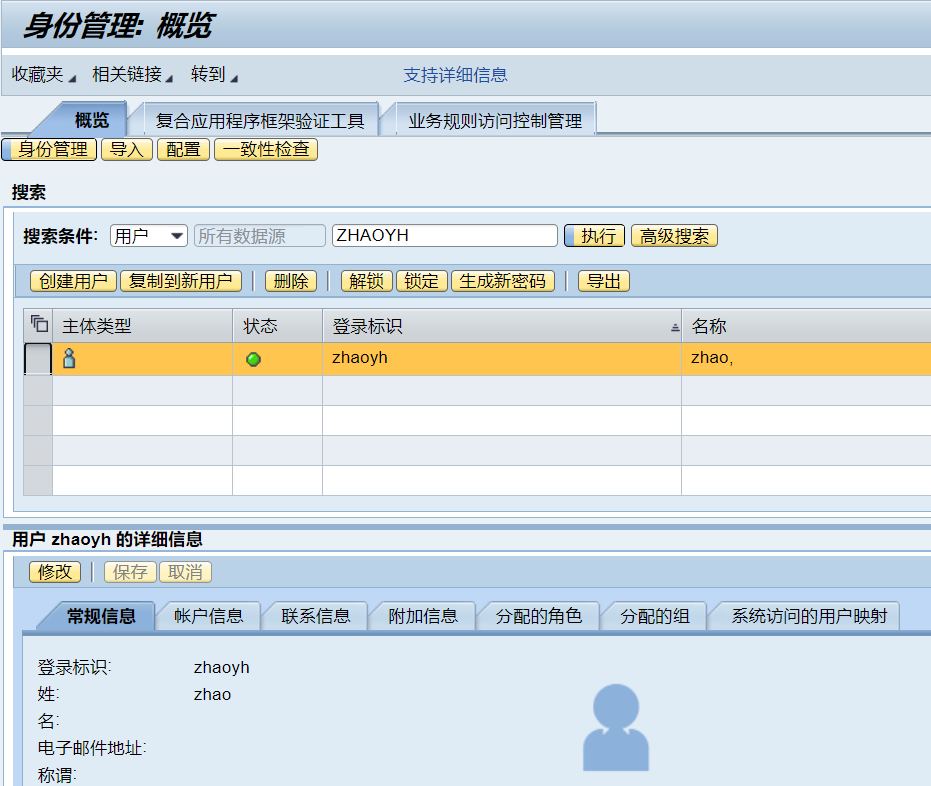 身份管理: 概览
收藏夹 相关链接 转到 支持详细信息
概览 复合应用程序框架验证工具 业务规则访问控制管理
身份管理 导入 配置 一致性检查
搜索
搜索条件: 用户 所有数据源 ZHAOYH 执行 高级搜索
创建用户 复制到新用户 删除 解锁 锁定 生成新密码 导出
主体类型 状态 登录标识 名称
zhaoyh zhao,
用户 zhaoyh 的详细信息
修改 保存 取消
常规信息 帐户信息 联系信息 附加信息 分配的角色 分配的组 系统访问的用户映射
登录标识: zhaoyh
姓: zhao
名:
电子邮件地址:
称谓: